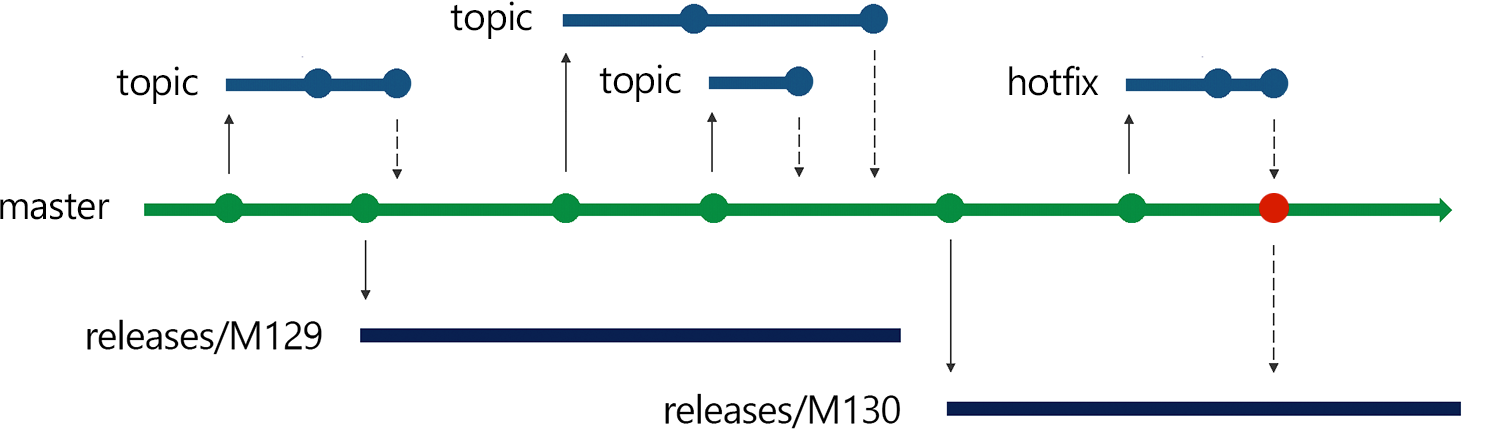 topic
topic
topic
hotfix
master
releases/M129
releases/M130